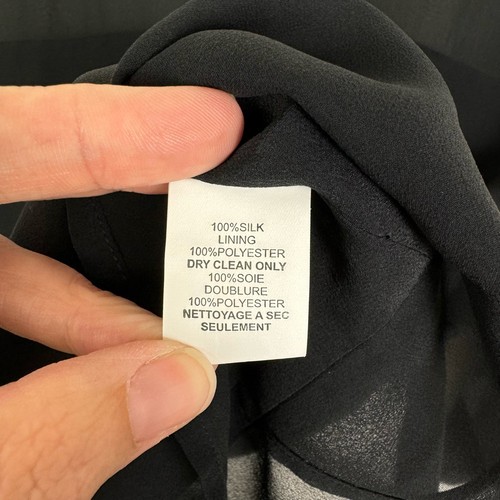 100%SILK
LINING
100%POLYESTER
DRY CLEAN ONLY
100%SOIE
DOUBLURE
100%POLYESTER
NETTOYAGE A SEC
SEULEMENT